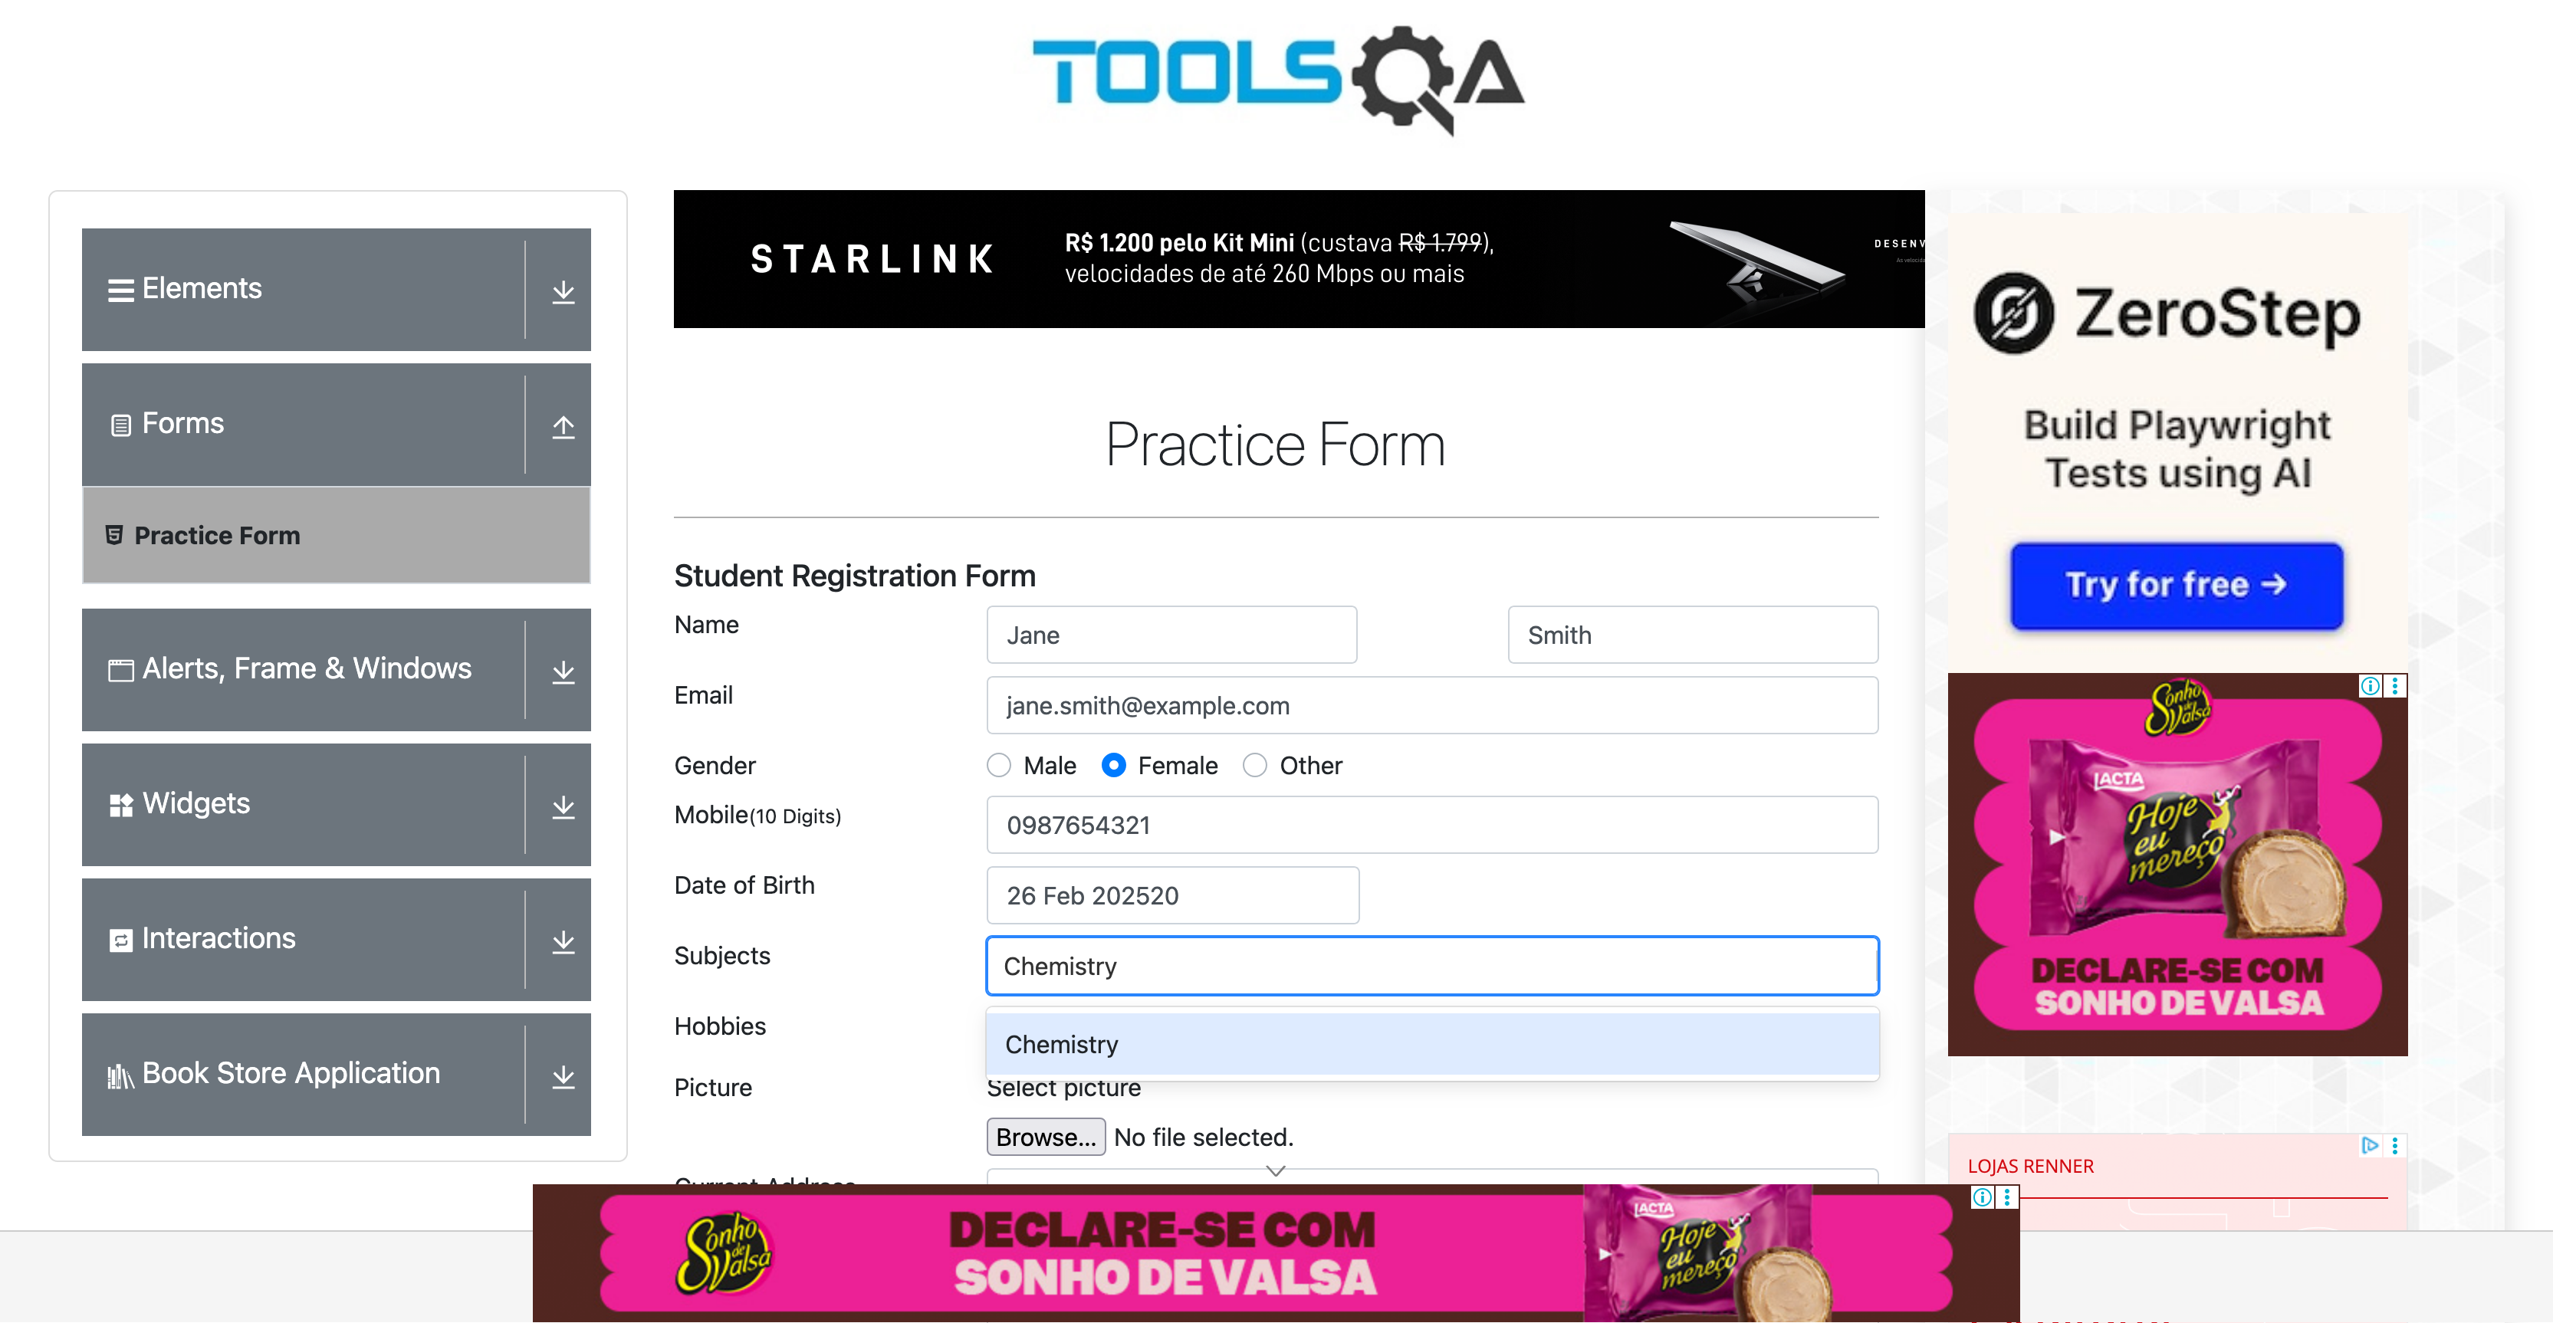 TOOLSQA
Elements
Forms
Practice Form
Alerts, Frame & Windows
Widgets
Interactions
Book Store Application
STARLINK
R$ 1.200 pelo Kit Mini (custava R$ 1.799),
velocidades de até 260 Mbps ou mais
DESENV
Practice Form
Student Registration Form
Name
Jane
Smith
Email
jane.smith@example.com
Gender
Male
Female
Other
Mobile(10 Digits)
0987654321
Date of Birth
26 Feb 202520
Subjects
Chemistry
Hobbies
Chemistry
Picture
Select picture
Browse... No file selected.
Current Address
ZeroStep
Build Playwright
Tests using AI
Try for free →
Sonho
de
Valsa
LACTA
Hoje
eu
mereço
DECLARE-SE COM
SONHO DE VALSA
LOJAS RENNER
Sonho
de
Valsa
DECLARE-SE COM
SONHO DE VALSA
LACTA
Hoje
eu
mereço